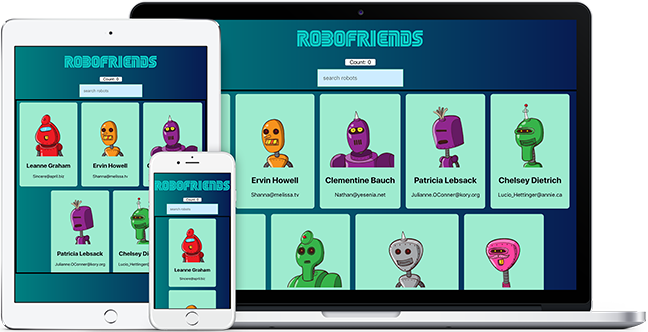 ROBOFRIENDS
Count: 0
search robots
Leanne Graham
Sincere@april.biz
Ervin Howell
Shanna@melissa.tv
C
Patricia Lebsack
Julianne.OConner@kory.org
Chelsey Dietrich
Lucio_Hettinger@annie.ca
ROBOFRIENDS
Count: 0
search robots
Leanne Graham
Sincere@april.biz
ROBOFRIENDS
Count: 0
search robots
Ervin Howell
Shanna@melissa.tv
Clementine Bauch
Nathan@yesenia.net
Patricia Lebsack
Julianne.OConner@kory.org
Chelsey Dietrich
Lucio_Hettinger@annie.ca